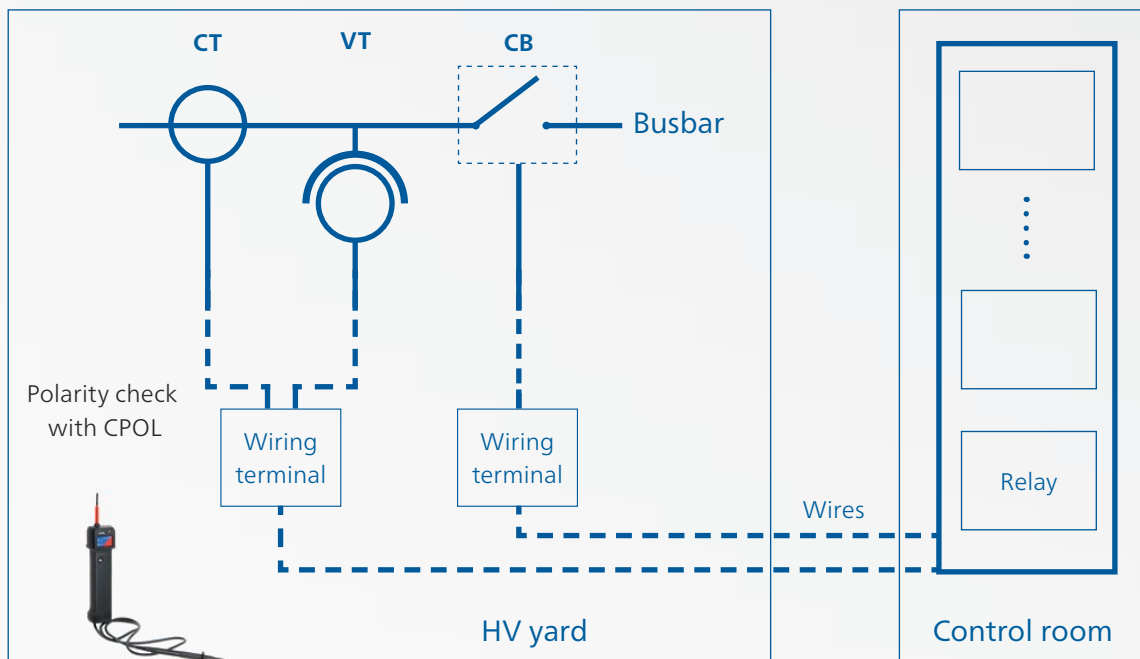 CT
VT
CB
Busbar
Polarity check
with CPOL
Wiring
terminal
Wiring
terminal
Wires
Relay
HV yard
Control room